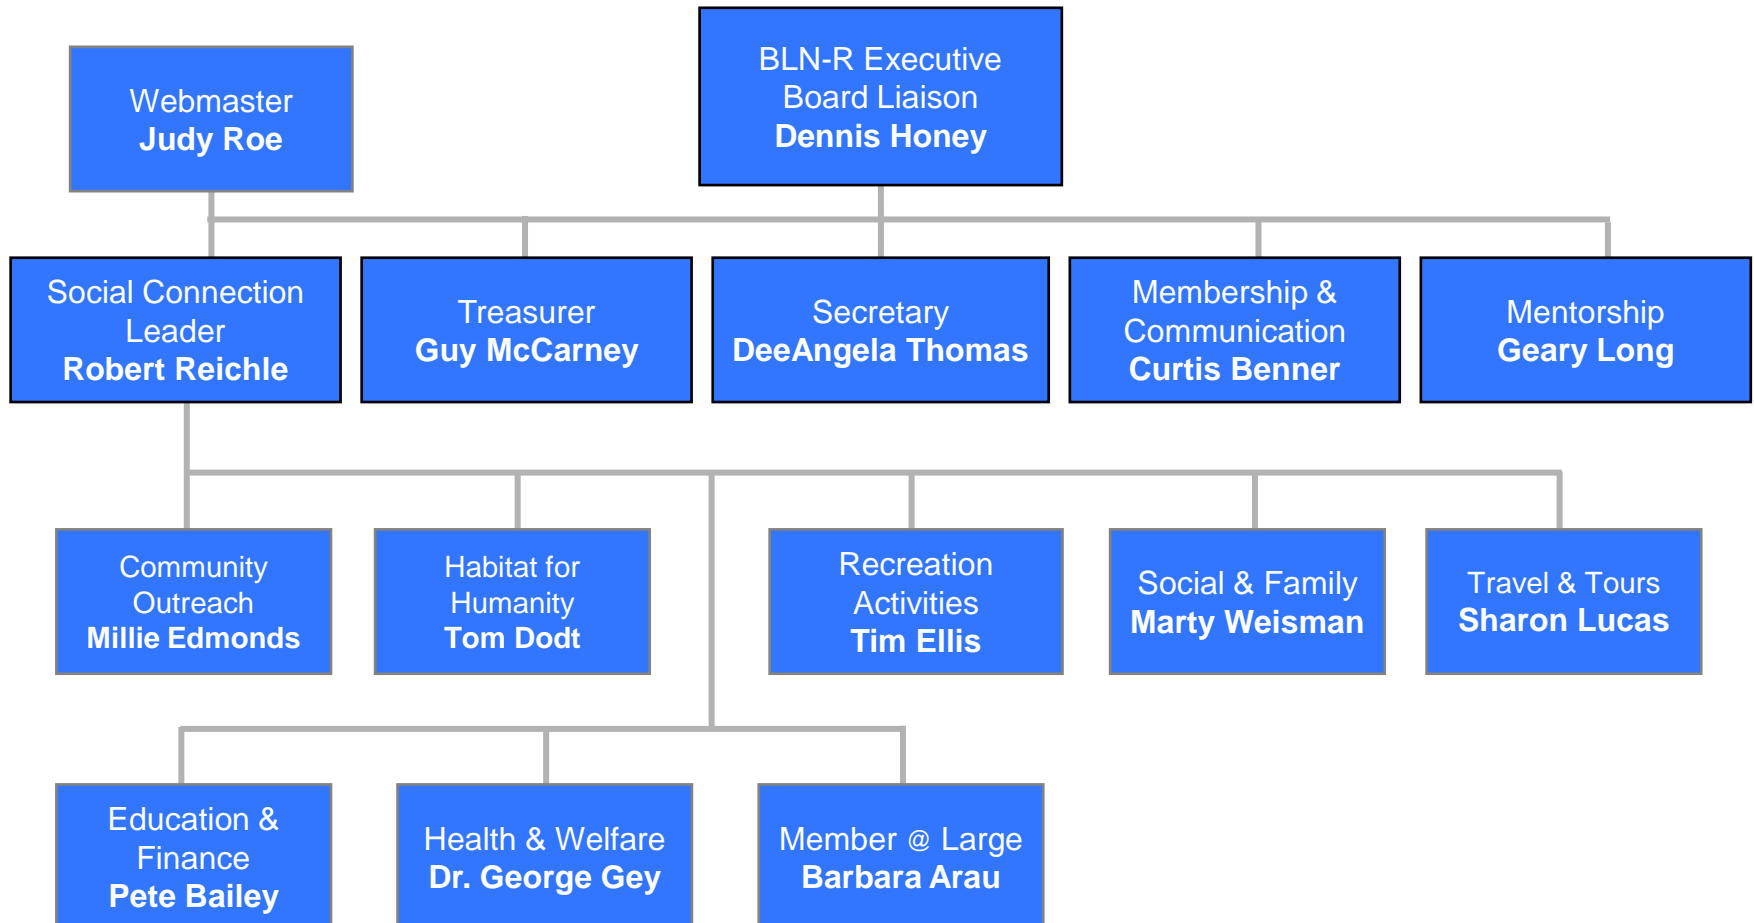 Webmaster
Judy Roe
BLN-R Executive
Board Liaison
Dennis Honey
Social Connection
Leader
Robert Reichle
Treasurer
Guy McCarney
Secretary
DeeAngela Thomas
Membership &
Communication
Curtis Benner
Mentorship
Geary Long
Community
Outreach
Millie Edmonds
Habitat for
Humanity
Tom Dodt
Recreation
Activities
Tim Ellis
Social & Family
Marty Weisman
Travel & Tours
Sharon Lucas
Education &
Finance
Pete Bailey
Health & Welfare
Dr. George Gey
Member @ Large
Barbara Arau